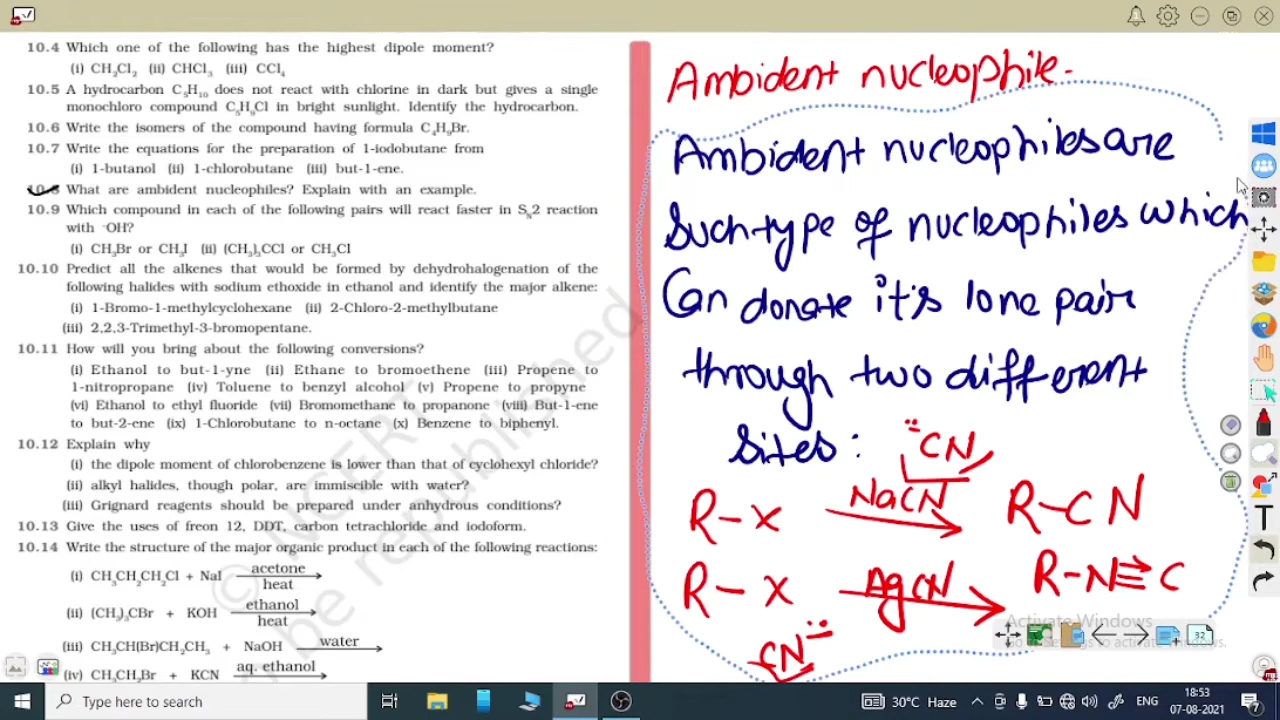 10.4 Which one of the following has the highest dipole moment?
(i) CH₂Cl₂ (ii) CHCl₃ (iii) CCl₄
10.5 A hydrocarbon C₅H₁₀ does not react with chlorine in dark but gives a single
monochloro compound C₅H₉Cl in bright sunlight. Identify the hydrocarbon.
10.6 Write the isomers of the compound having formula C₄H₉Br.
10.7 Write the equations for the preparation of 1-iodobutane from
(i) 1-butanol (ii) 1-chlorobutane (iii) but-1-ene.
10.8 What are ambident nucleophiles? Explain with an example.
10.9 Which compound in each of the following pairs will react faster in Sₙ2 reaction
with ⁻OH?
(i) CH₃Br or CH₃I (ii) (CH₃)₃CCl or CH₃Cl
10.10 Predict all the alkenes that would be formed by dehydrohalogenation of the
following halides with sodium ethoxide in ethanol and identify the major alkene:
(i) 1-Bromo-1-methylcyclohexane (ii) 2-Chloro-2-methylbutane
(iii) 2,2,3-Trimethyl-3-bromopentane.
10.11 How will you bring about the following conversions?
(i) Ethanol to but-1-yne (ii) Ethane to bromoethene (iii) Propene to
1-nitropropane (iv) Toluene to benzyl alcohol (v) Propene to propyne
(vi) Ethanol to ethyl fluoride (vii) Bromomethane to propanone (viii) But-1-ene
to but-2-ene (ix) 1-Chlorobutane to n-octane (x) Benzene to biphenyl.
10.12 Explain why
(i) the dipole moment of chlorobenzene is lower than that of cyclohexyl chloride?
(ii) alkyl halides, though polar, are immiscible with water?
(iii) Grignard reagents should be prepared under anhydrous conditions?
10.13 Give the uses of freon 12, DDT, carbon tetrachloride and iodoform.
10.14 Write the structure of the major organic product in each of the following reactions:
(i) CH₃CH₂CH₂Cl + NaI acetone heat
(ii) (CH₃)₃CBr + KOH ethanol heat
(iii) CH₃CH(Br)CH₂CH₃ + NaOH water
(iv) CH₃CH₂Br + KCN aq. ethanol
© NCERT
be republished
Ambident nucleophile.
Ambident nucleophiles are
Such type of nucleophiles which
Can donate it's lone pair
through two different
sites: :CN
R-X NaCN R-CN
R-X AgCN R-N≡C
CN:
Activate Windows
Go to Settings to activate Windows.
32
Type here to search
30°C Haze
ENG
18:53
07-08-2021
7